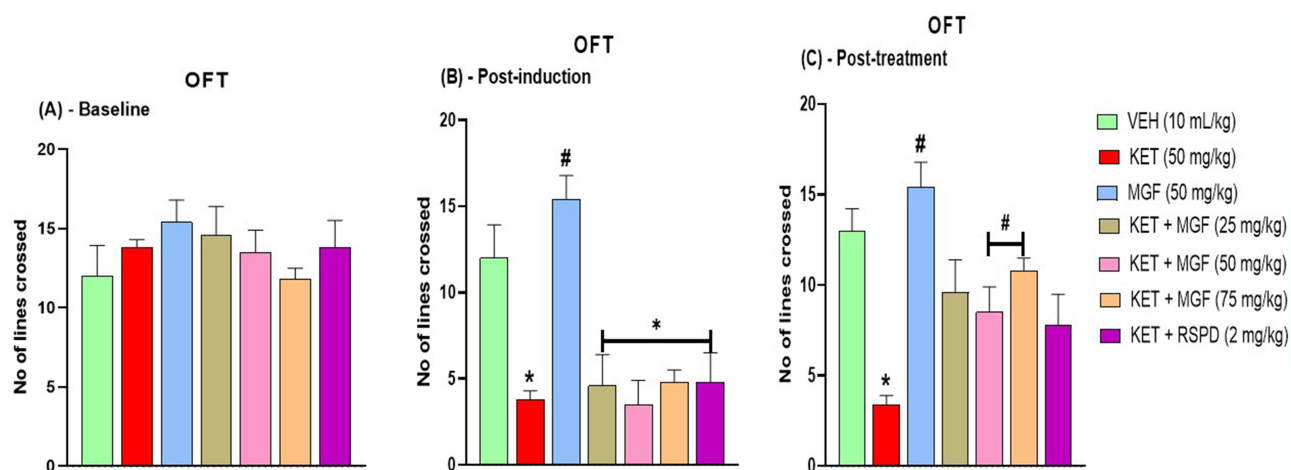 OFT
(A) - Baseline
No of lines crossed
20
15
10
5
0
OFT
(B) - Post-induction
No of lines crossed
20
15
10
5
0
#
*
*
OFT
(C) - Post-treatment
No of lines crossed
20
15
10
5
0
#
#
*
VEH (10 mL/kg)
KET (50 mg/kg)
MGF (50 mg/kg)
KET + MGF (25 mg/kg)
KET + MGF (50 mg/kg)
KET + MGF (75 mg/kg)
KET + RSPD (2 mg/kg)